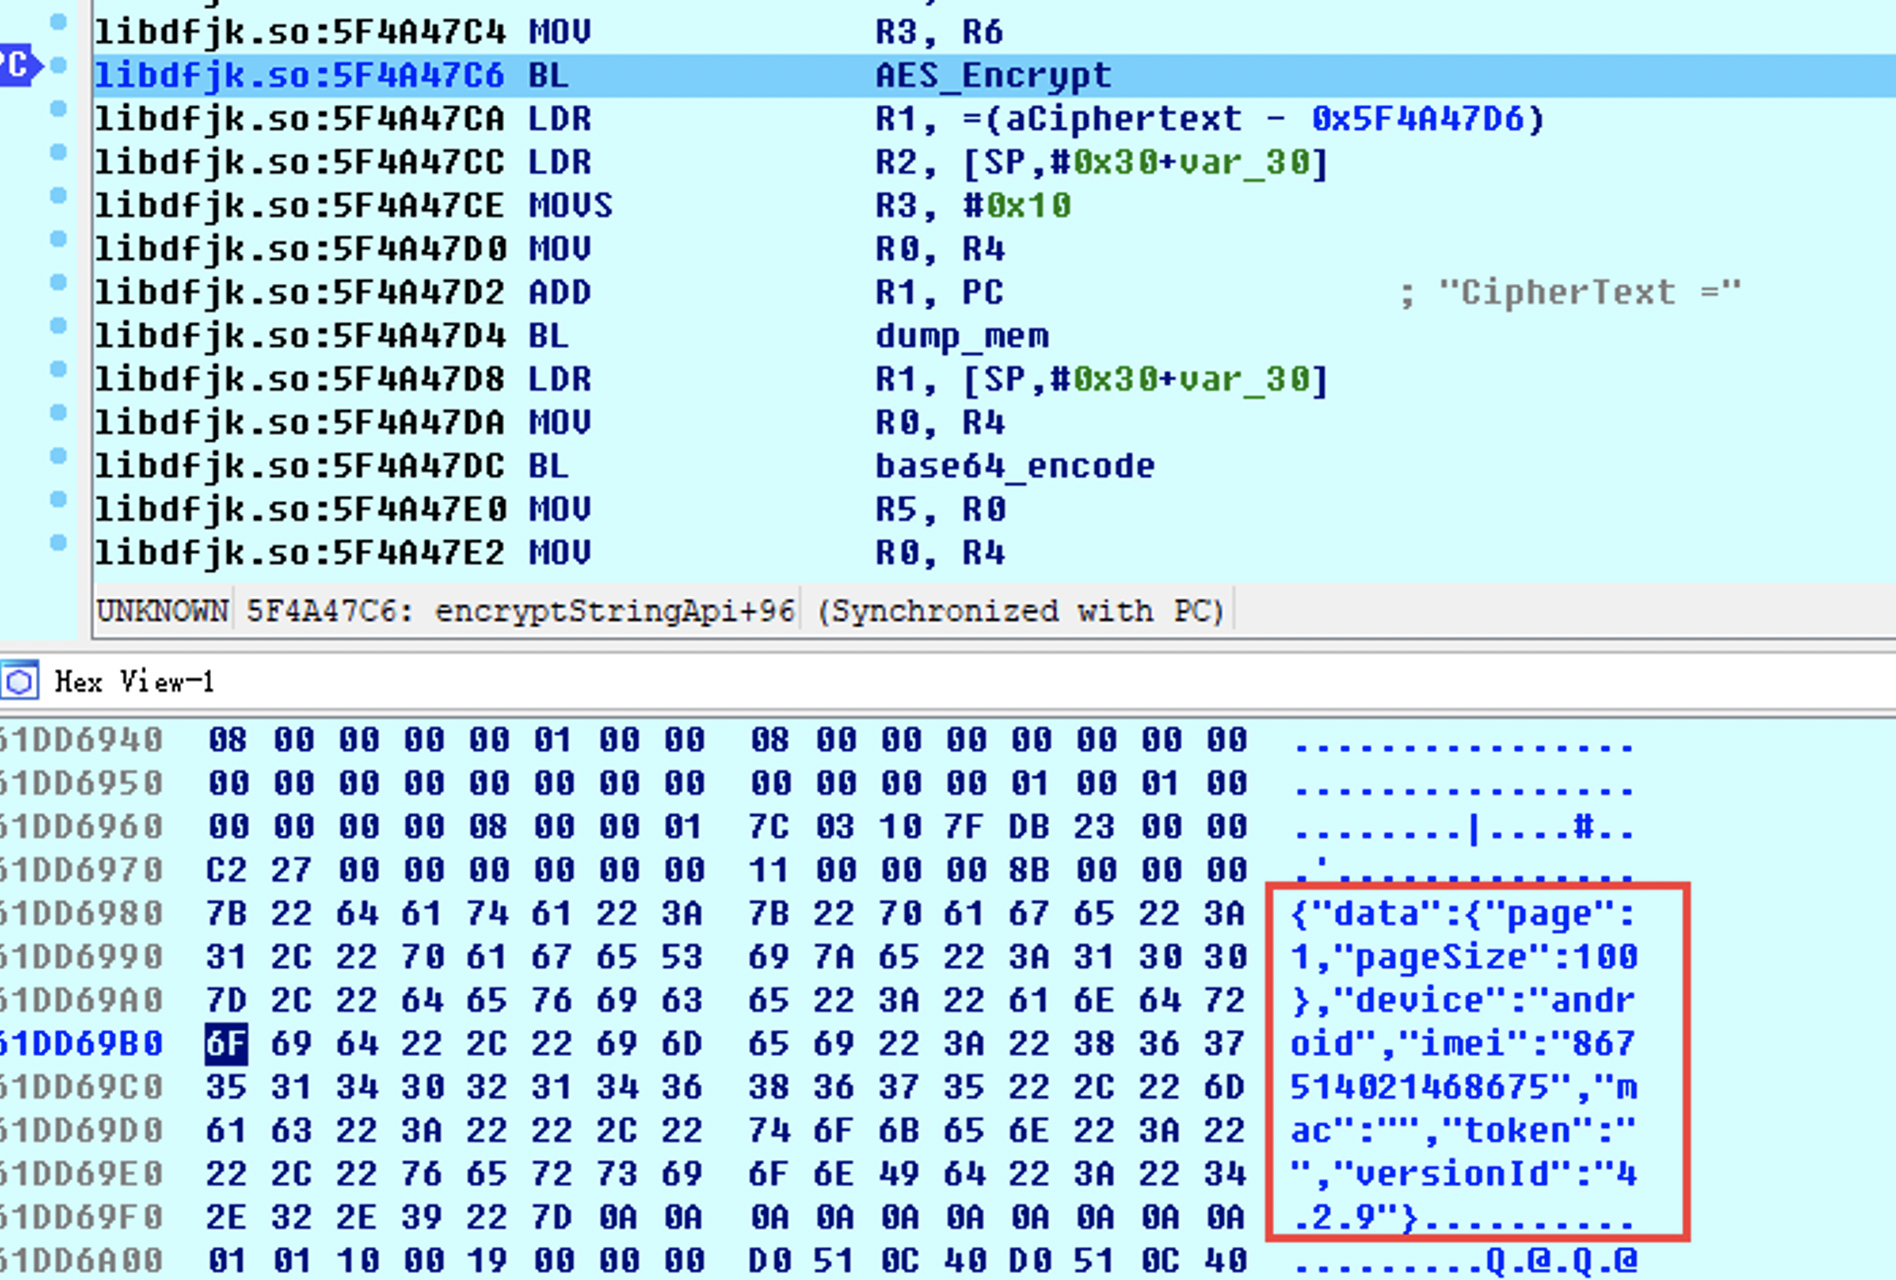 libdfjk.so:5F4A47C4 MOV R3, R6
PC
libdfjk.so:5F4A47C6 BL AES_Encrypt
libdfjk.so:5F4A47CA LDR R1, =(aCiphertext - 0x5F4A47D6)
libdfjk.so:5F4A47CC LDR R2, [SP,#0x30+var_30]
libdfjk.so:5F4A47CE MOVS R3, #0x10
libdfjk.so:5F4A47D0 MOV R0, R4
libdfjk.so:5F4A47D2 ADD R1, PC ; "CipherText ="
libdfjk.so:5F4A47D4 BL dump_mem
libdfjk.so:5F4A47D8 LDR R1, [SP,#0x30+var_30]
libdfjk.so:5F4A47DA MOV R0, R4
libdfjk.so:5F4A47DC BL base64_encode
libdfjk.so:5F4A47E0 MOV R5, R0
libdfjk.so:5F4A47E2 MOV R0, R4
UNKNOWN 5F4A47C6: encryptStringApi+96 (Synchronized with PC)
Hex View-1
61DD6940 08 00 00 00 00 01 00 00 08 00 00 00 00 00 00 00 ................
61DD6950 00 00 00 00 00 00 00 00 00 00 00 00 01 00 01 00 ................
61DD6960 00 00 00 00 08 00 00 01 7C 03 10 7F DB 23 00 00 ........|....#..
61DD6970 C2 27 00 00 00 00 00 00 11 00 00 00 8B 00 00 00 .'..............
61DD6980 7B 22 64 61 74 61 22 3A 7B 22 70 61 67 65 22 3A {"data":{"page":
61DD6990 31 2C 22 70 61 67 65 53 69 7A 65 22 3A 31 30 30 1,"pageSize":100
61DD69A0 7D 2C 22 64 65 76 69 63 65 22 3A 22 61 6E 64 72 },"device":"andr
61DD69B0 6F 69 64 22 2C 22 69 6D 65 69 22 3A 22 38 36 37 oid","imei":"867
61DD69C0 35 31 34 30 32 31 34 36 38 36 37 35 22 2C 22 6D 514021468675","m
61DD69D0 61 63 22 3A 22 22 2C 22 74 6F 6B 65 6E 22 3A 22 ac":"","token":"
61DD69E0 22 2C 22 76 65 72 73 69 6F 6E 49 64 22 3A 22 34 ","versionId":"4
61DD69F0 2E 32 2E 39 22 7D 0A 0A 0A 0A 0A 0A 0A 0A 0A 0A .2.9"}..........
61DD6A00 01 01 10 00 19 00 00 00 D0 51 0C 40 D0 51 0C 40 .........Q.@.Q.@